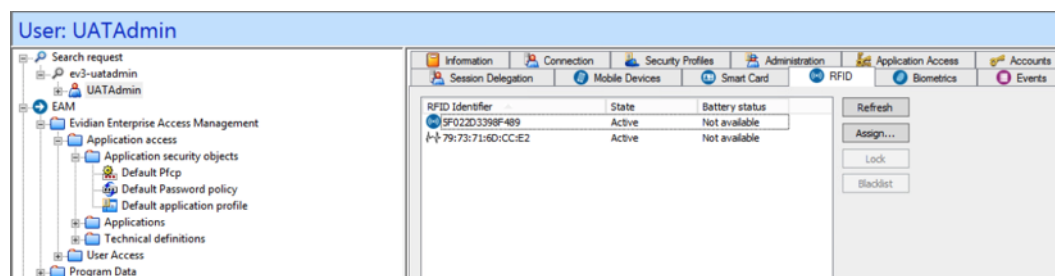 User: UATAdmin
Search request
ev3-uatadmin
UATAdmin
EAM
Evidian Enterprise Access Management
Application access
Application security objects
Default Pfcp
Default Password policy
Default application profile
Applications
Technical definitions
User Access
Program Data
Information Connection Security Profiles Administration Application Access Accounts
Session Delegation Mobile Devices Smart Card RFID Biometrics Events
RFID Identifier State Battery status
5F022D3398F489 Active Not available
79:73:71:6D:CC:E2 Active Not available
Refresh
Assign...
Lock
Blacklist